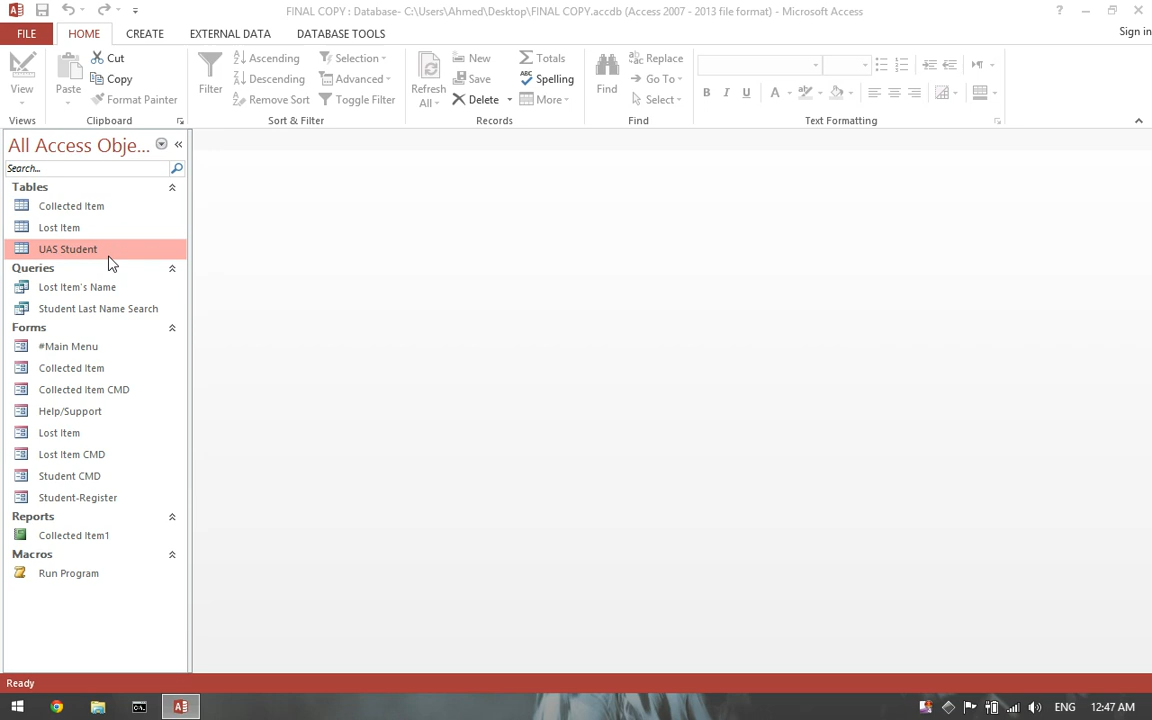 FINAL COPY : Database- C:\Users\Ahmed\Desktop\FINAL COPY.accdb (Access 2007 - 2013 file format) - Microsoft Access
FILE HOME CREATE EXTERNAL DATA DATABASE TOOLS Sign in
View
Views
Paste
Cut
Copy
Format Painter
Clipboard
Filter
Ascending
Descending
Remove Sort
Selection
Advanced
Toggle Filter
Sort & Filter
Refresh
All
New
Save
Delete
Totals
Spelling
More
Records
Find
Replace
Go To
Select
Find
B I U
Text Formatting
All Access Obje...
Search...
Tables
Collected Item
Lost Item
UAS Student
Queries
Lost Item's Name
Student Last Name Search
Forms
#Main Menu
Collected Item
Collected Item CMD
Help/Support
Lost Item
Lost Item CMD
Student CMD
Student-Register
Reports
Collected Item1
Macros
Run Program
Ready
ENG 12:47 AM